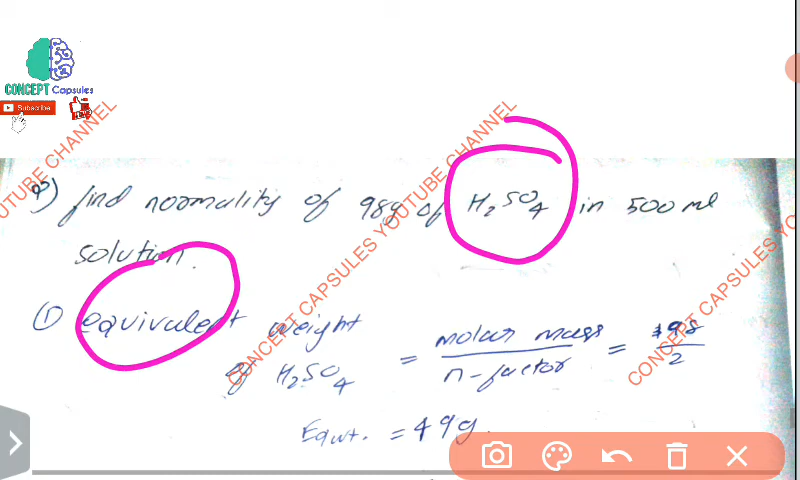 CONCEPT Capsules
Subscribe
CONCEPT CAPSULES YOUTUBE CHANNEL
Q) find normality of 98g of H2SO4 in 500 ml
solution.
① equivalent weight of H2SO4 = molar mass / n-factor = 98 / 2
Eqwt. = 49g.